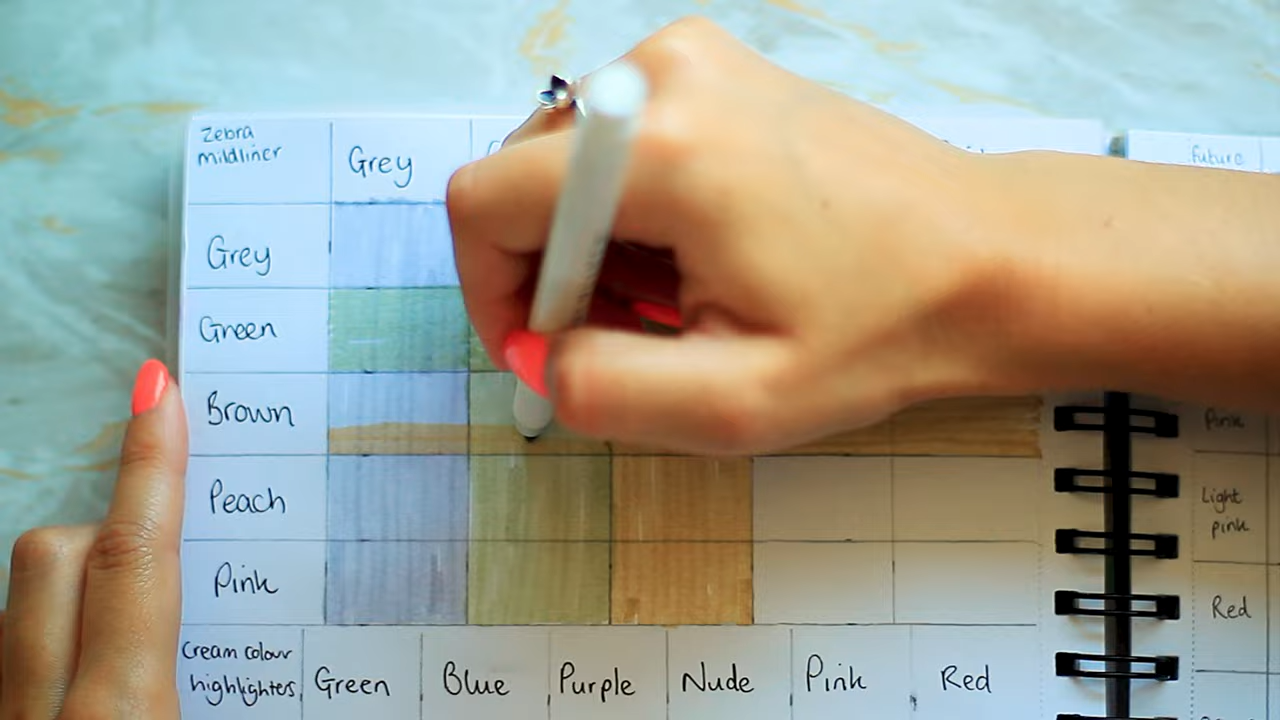 Zebra
mildliner
Grey
future
Grey
Green
Brown
Pink
Peach
Light
pink
Pink
Red
Cream colour
highlighters
Green
Blue
Purple
Nude
Pink
Red